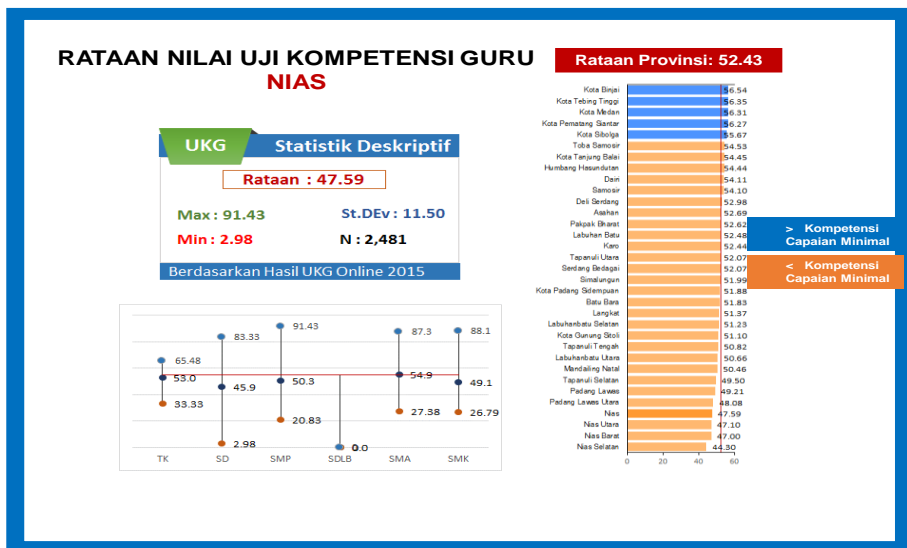 RATAAN NILAI UJI KOMPETENSI GURU
NIAS
UKG
Statistik Deskriptif
Rataan : 47.59
Max : 91.43
St.DEv : 11.50
Min : 2.98
N : 2,481
Berdasarkan Hasil UKG Online 2015
65.48
53.0
33.33
83.33
45.9
2.98
91.43
50.3
20.83
0.0
87.3
54.9
27.38
88.1
49.1
26.79
TK
SD
SMP
SDLB
SMA
SMK
Rataan Provinsi: 52.43
Kota Binjai 56.54
Kota Tebing Tinggi 56.35
Kota Medan 56.31
Kota Pematang Siantar 56.27
Kota Sibolga 55.67
Toba Samosir 54.53
Kota Tanjung Balai 54.45
Humbang Hasundutan 54.44
Dairi 54.11
Samosir 54.10
Deli Serdang 52.98
Asahan 52.69
Pakpak Bharat 52.62
Labuhan Batu 52.48
Karo 52.44
Tapanuli Utara 52.07
Serdang Bedagai 52.07
Simalungun 51.99
Kota Padang Sidempuan 51.88
Batu Bara 51.83
Langkat 51.37
Labuhanbatu Selatan 51.23
Kota Gunung Sitoli 51.10
Tapanuli Tengah 50.82
Labuhanbatu Utara 50.66
Mandailing Natal 50.46
Tapanuli Selatan 49.50
Padang Lawas 49.21
Padang Lawas Utara 48.08
Nias 47.59
Nias Utara 47.10
Nias Barat 47.00
Nias Selatan 44.30
0 20 40 60
> Kompetensi
Capaian Minimal
< Kompetensi
Capaian Minimal